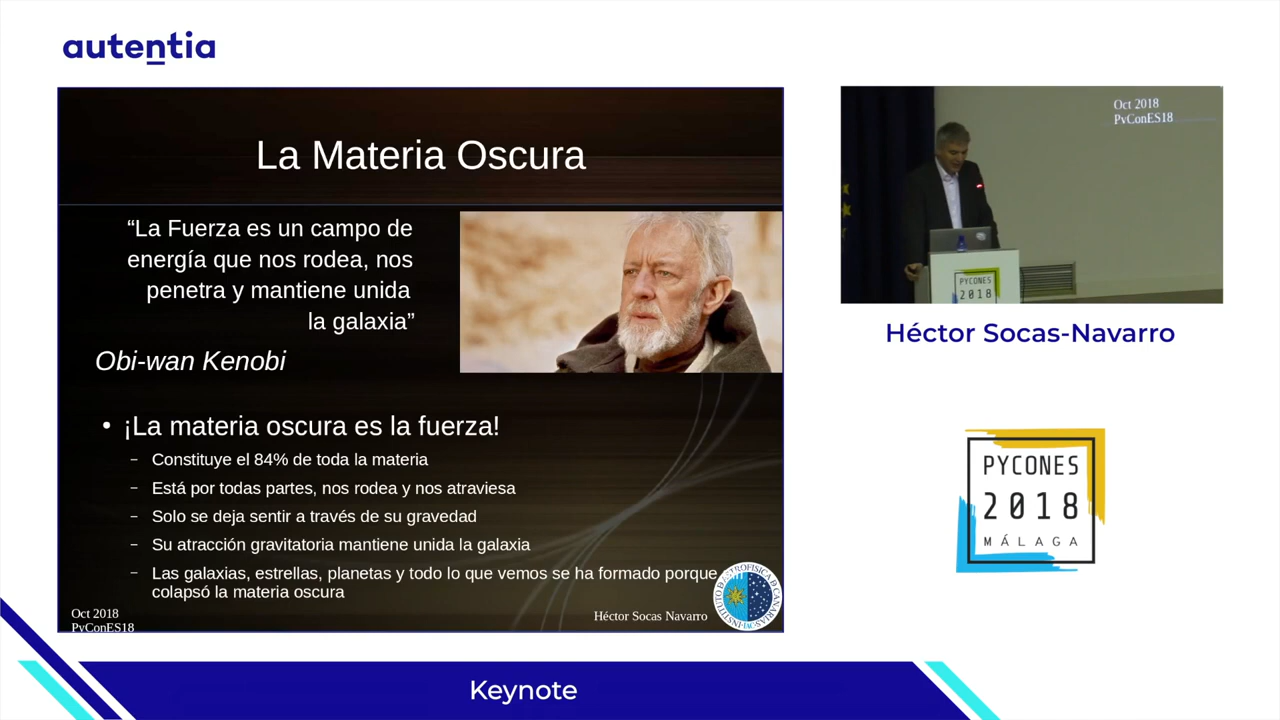 autentia
La Materia Oscura
“La Fuerza es un campo de
energía que nos rodea, nos
penetra y mantiene unida
la galaxia”
Obi-wan Kenobi
• ¡La materia oscura es la fuerza!
– Constituye el 84% de toda la materia
– Está por todas partes, nos rodea y nos atraviesa
– Solo se deja sentir a través de su gravedad
– Su atracción gravitatoria mantiene unida la galaxia
– Las galaxias, estrellas, planetas y todo lo que vemos se ha formado porque
colapsó la materia oscura
Oct 2018
PyConES18
Héctor Socas Navarro
Oct 2018
PyConES18
PYCONES
2018
Héctor Socas-Navarro
PYCONES
2018
MÁLAGA
Keynote